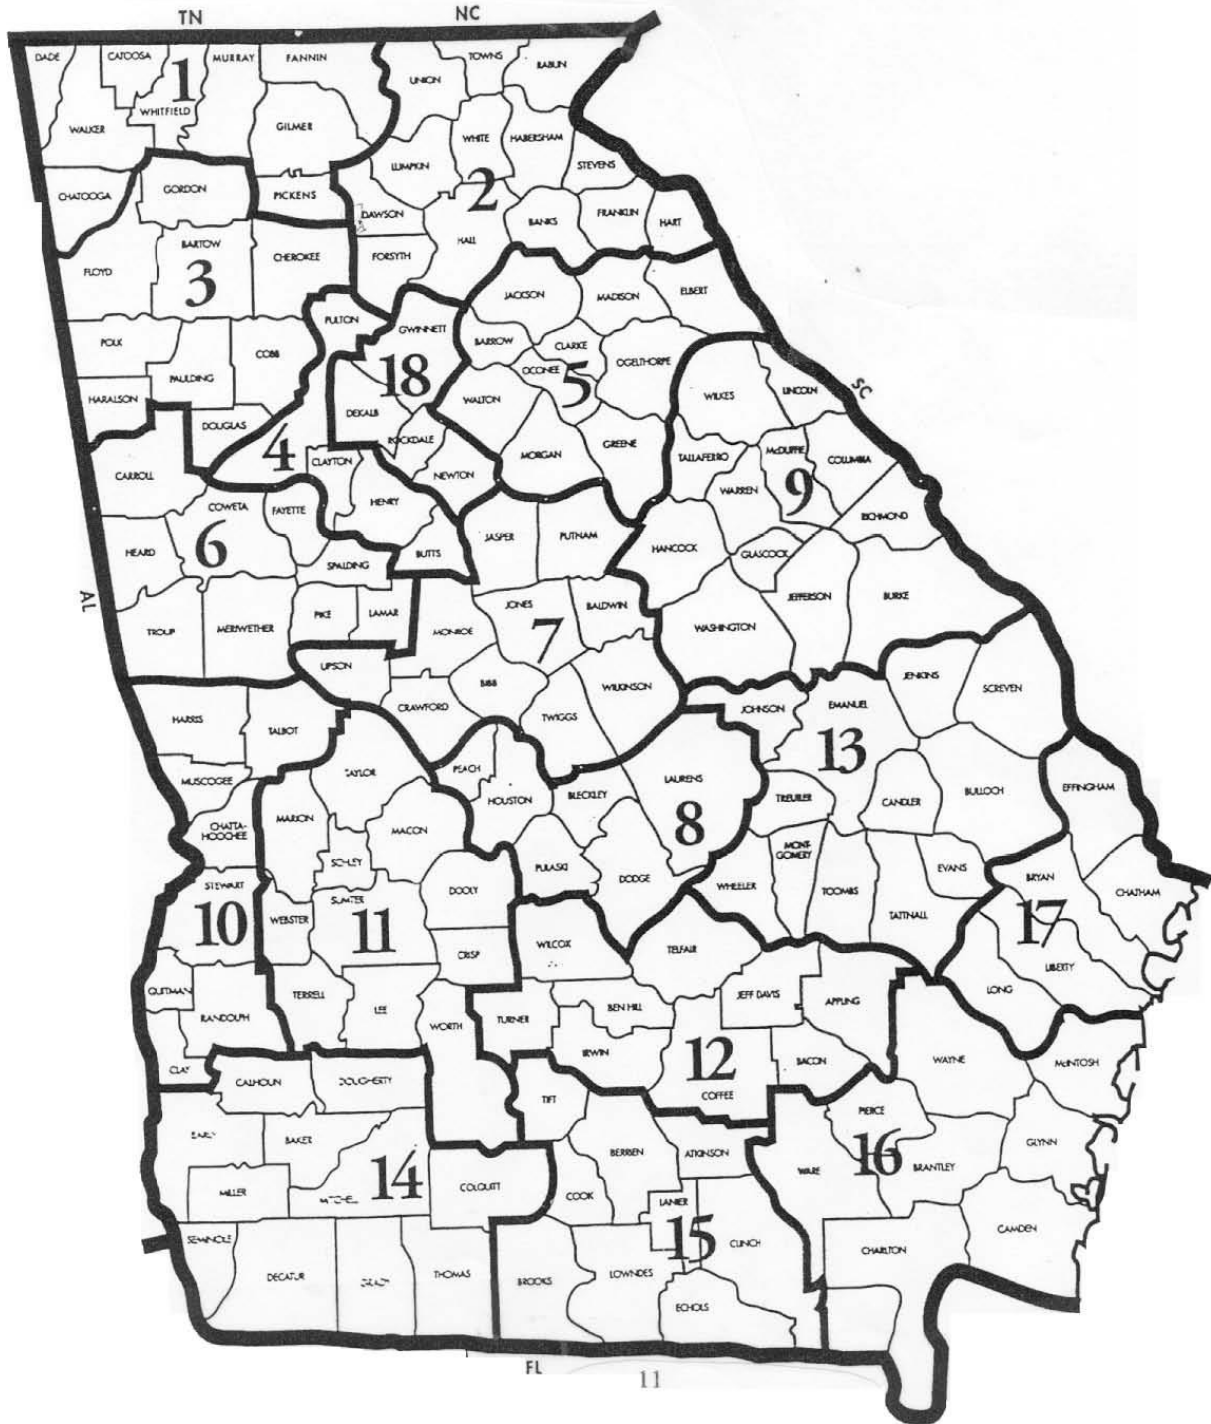 TN NC
DADE CATOOSA MURRAY FANNIN
TOWNS RABUN
UNION
1
WHITFIELD
WALKER GILMER WHITE HABERSHAM
LUMPKIN STEVENS
CHATOOGA GORDON PICKENS 2
DAWSON BANKS FRANKLIN HART
HALL
FLOYD BARTOW CHEROKEE FORSYTH
3
JACKSON MADISON ELBERT
FULTON GWINNETT
POLK COBB BARROW CLARKE OGELTHORPE
PAULDING 18 OCONEE 5
HARALSON DEKALB WALTON WILKES LINCOLN SC
DOUGLAS ROCKDALE
4 CLAYTON MORGAN GREENE TALLAFERRO McDUFFIE COLUMBIA
CARROLL NEWTON WARREN 9
COWETA FAYETTE HENRY RICHMOND
6
HEARD SPALDING BUTTS JASPER PUTNAM HANCOCK GLASCOCK
AL
TROUP MERIWETHER PIKE LAMAR MONROE JONES BALDWIN WASHINGTON JEFFERSON BURKE
7
UPSON BIBB WILKINSON
CRAWFORD TWIGGS JOHNSON EMANUEL JENKINS SCREVEN
HARRIS TALBOT
13
MUSCOGEE TAYLOR PEACH LAURENS
HOUSTON BLECKLEY TREUTLER CANDLER BULLOCH EFFINGHAM
CHATTA-
HOOCHEE
MARION MACON 8
SCHLEY MONT-
GOMERY
STEWART DOOLY PULASKI DODGE WHEELER TOOMBS EVANS BRYAN CHATHAM
10 WEBSTER SUMTER TATTNALL
11 17
CRISP WILCOX TELFAIR
LIBERTY
QUITMAN TERRELL LEE WORTH TURNER BEN HILL JEFF DAVIS APPLING LONG
RANDOLPH
CLAY IRWIN BACON WAYNE McINTOSH
12
CALHOUN DOUGHERTY TIFT COFFEE PIERCE
EARLY BAKER BERRIEN ATKINSON WARE 16 BRANTLEY GLYNN
MILLER MITCHELL 14 COLQUITT COOK LANIER
SEMINOLE 15 CLINCH CHARLTON CAMDEN
DECATUR GRADY THOMAS BROOKS LOWNDES
ECHOLS
FL
11